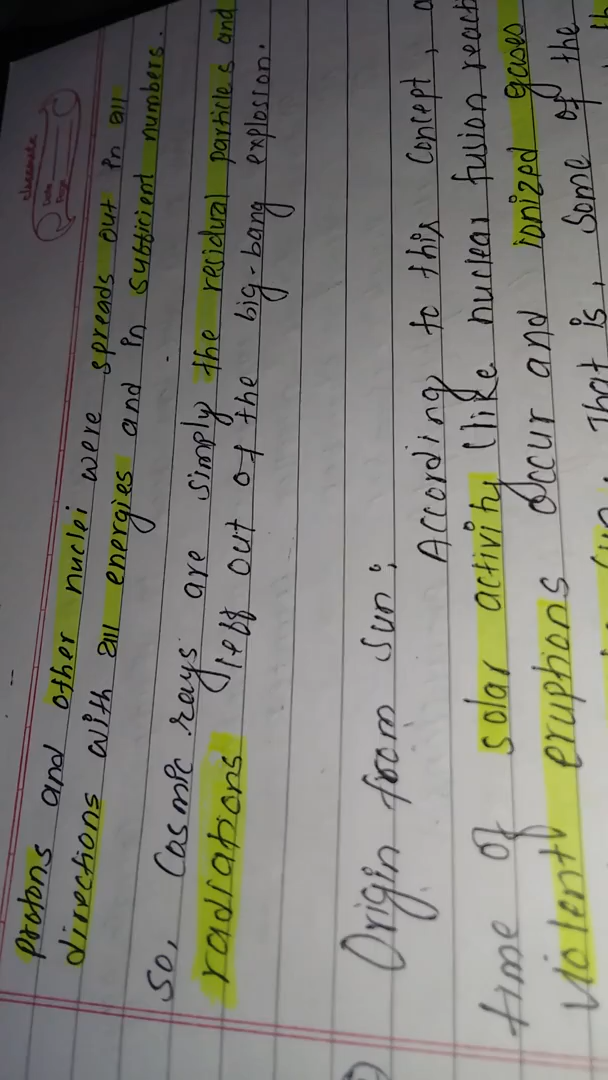 classmate
Date
Page
protons and other nuclei were spreads out in all
directions with all energies and in sufficient numbers.
So, Cosmic rays are simply the residual particles and
radiations left out of the big-bang explosion.
Origin from sun:
According to this concept, a
time of solar activity (like nuclear fusion react
violent eruptions occur and ionized gases
That is, some of the